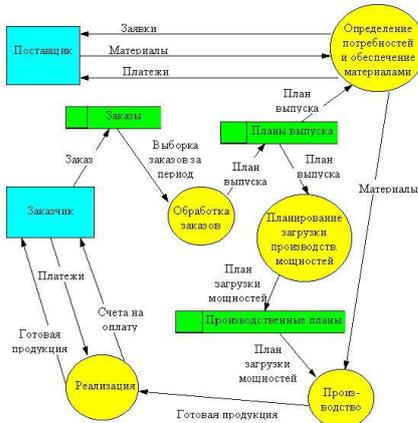 Заявки
Поставщик
Материалы
Платежи
Определение
потребностей
и обеспечение
материалами
План
выпуска
Заказы
Планы выпуска
Заказ
Выборка
заказов за
период
План
выпуска
План
выпуска
Материалы
Заказчик
Обработка
заказов
Планирование
загрузки
производств.
мощностей
Платежи
Счета на
оплату
План
загрузки
мощностей
Готовая
продукция
Производственные планы
План
загрузки
мощностей
Реализация
Произ-
водство
Готовая продукция